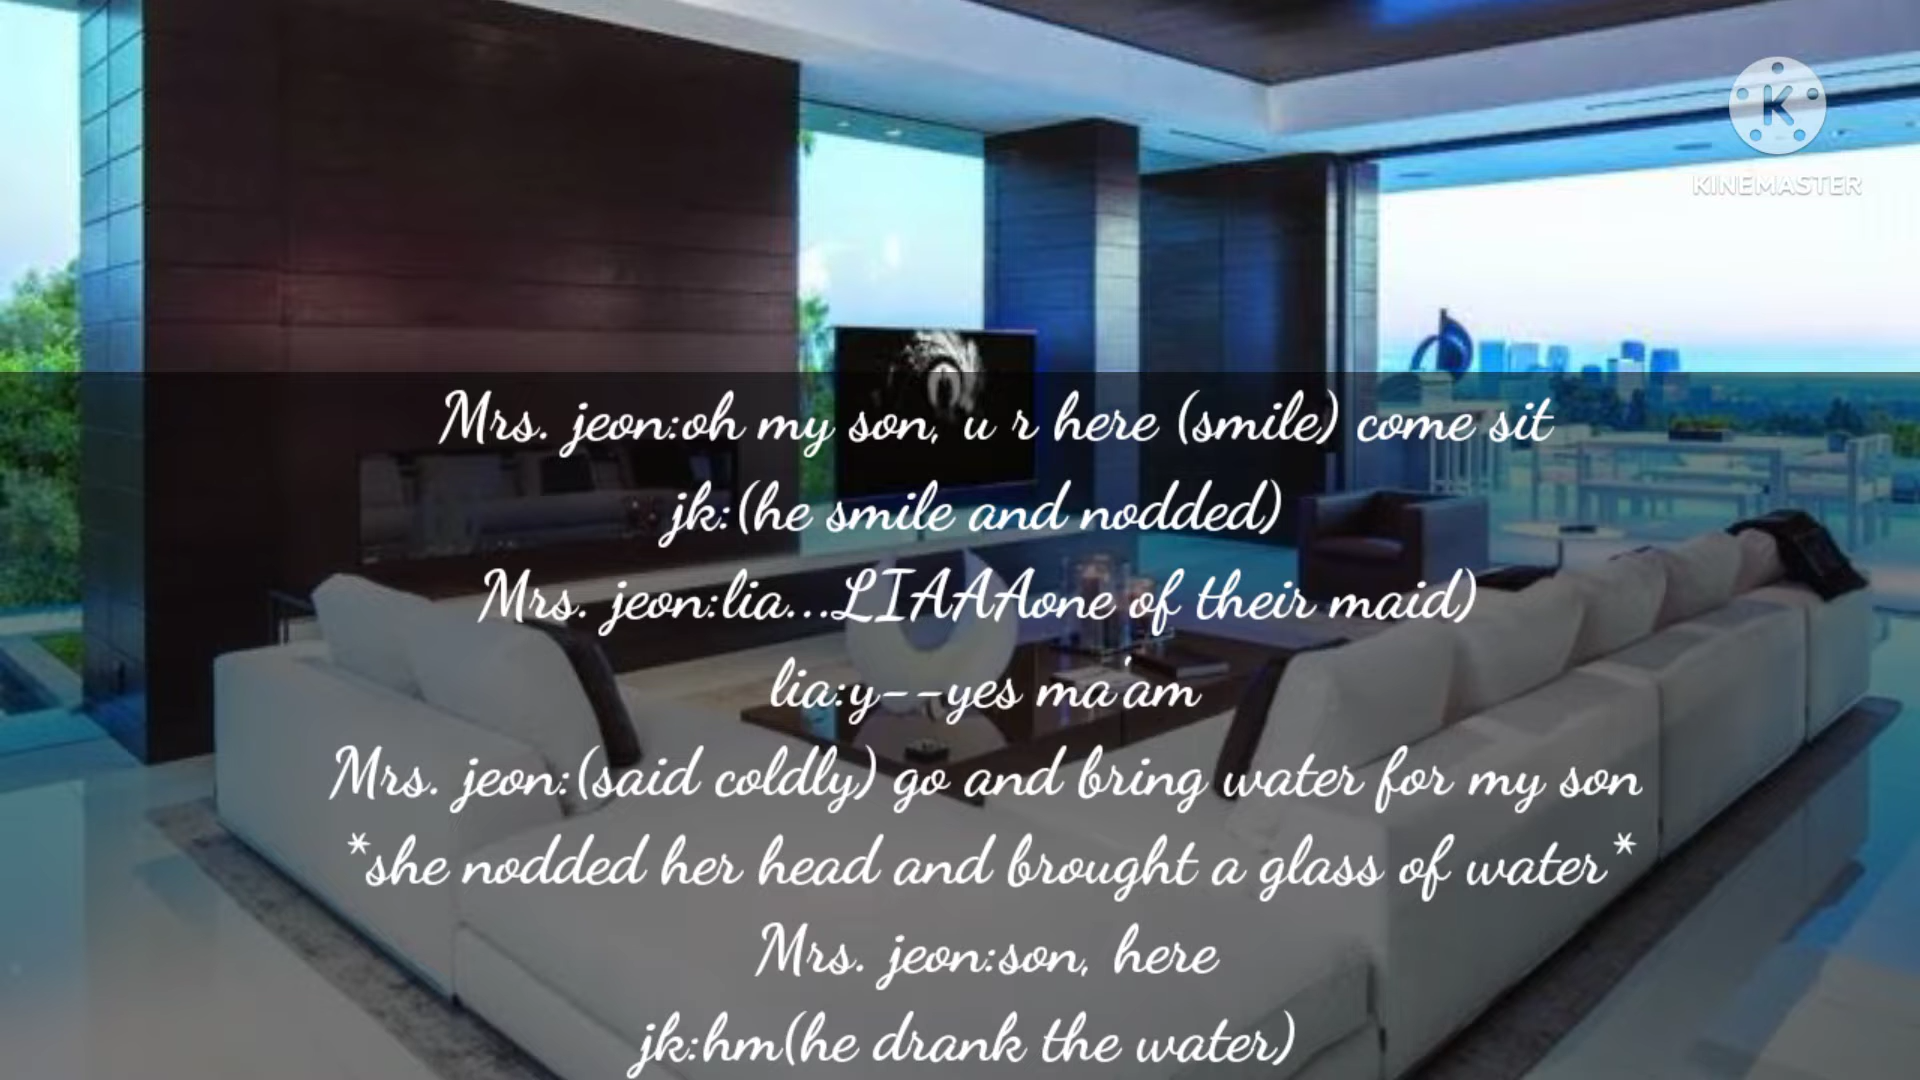 KINEMASTER
Mrs. jeon:oh my son, u r here (smile) come sit
jk:(he smile and nodded)
Mrs. jeon:lia...LIAAAone of their maid)
lia:y--yes ma'am
Mrs. jeon:(said coldly) go and bring water for my son
*she nodded her head and brought a glass of water*
Mrs. jeon:son, here
jk:hm(he drank the water)